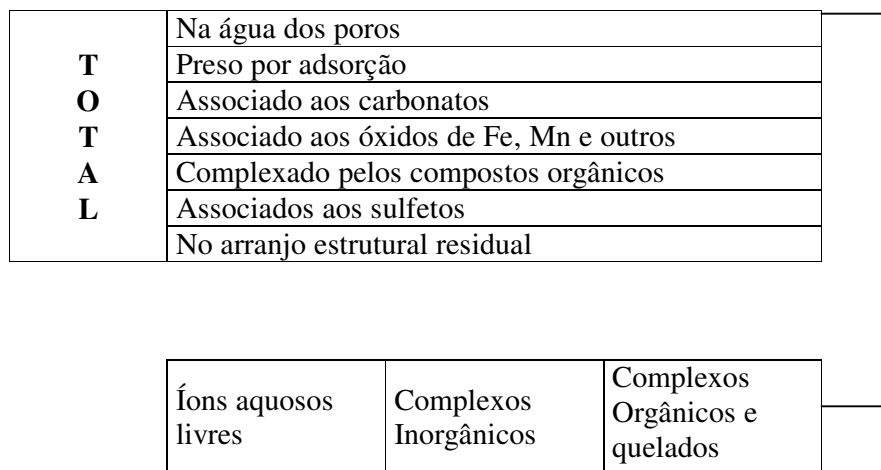 Na água dos poros
T Preso por adsorção
O Associado aos carbonatos
T Associado aos óxidos de Fe, Mn e outros
A Complexado pelos compostos orgânicos
L Associados aos sulfetos
No arranjo estrutural residual
Íons aquosos
livres
Complexos
Inorgânicos
Complexos
Orgânicos e
quelados